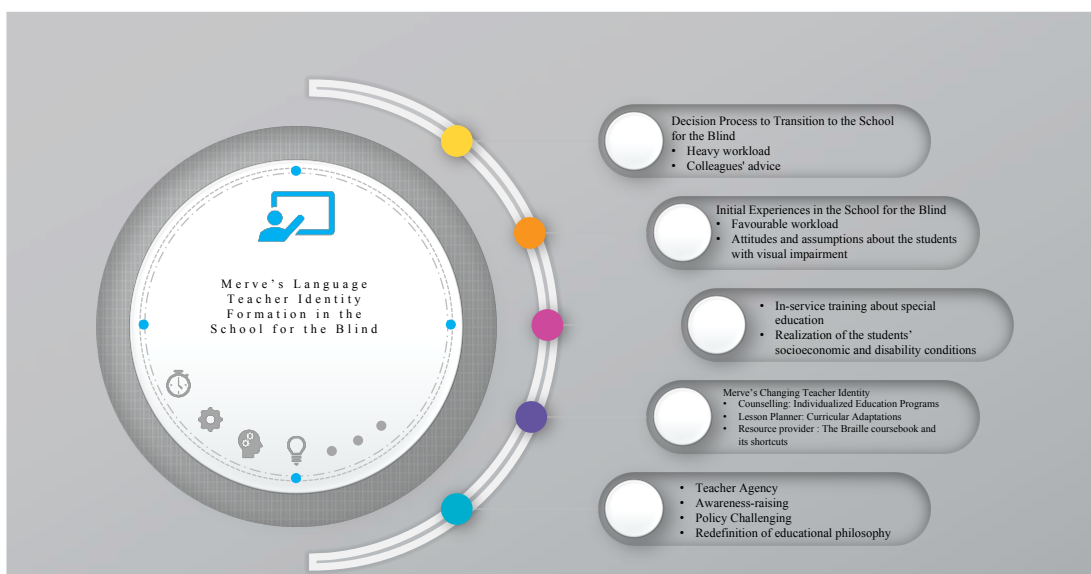 Merve's Language
Teacher Identity
Formation in the
School for the Blind
Decision Process to Transition to the School
for the Blind
• Heavy workload
• Colleagues' advice
Initial Experiences in the School for the Blind
• Favourable workload
• Attitudes and assumptions about the students
with visual impairment
• In-service training about special
education
• Realization of the students'
socioeconomic and disability conditions
Merve's Changing Teacher Identity
• Counselling: Individualized Education Programs
• Lesson Planner: Curricular Adaptations
• Resource provider : The Braille coursebook and
its shortcuts
• Teacher Agency
• Awareness-raising
• Policy Challenging
• Redefinition of educational philosophy